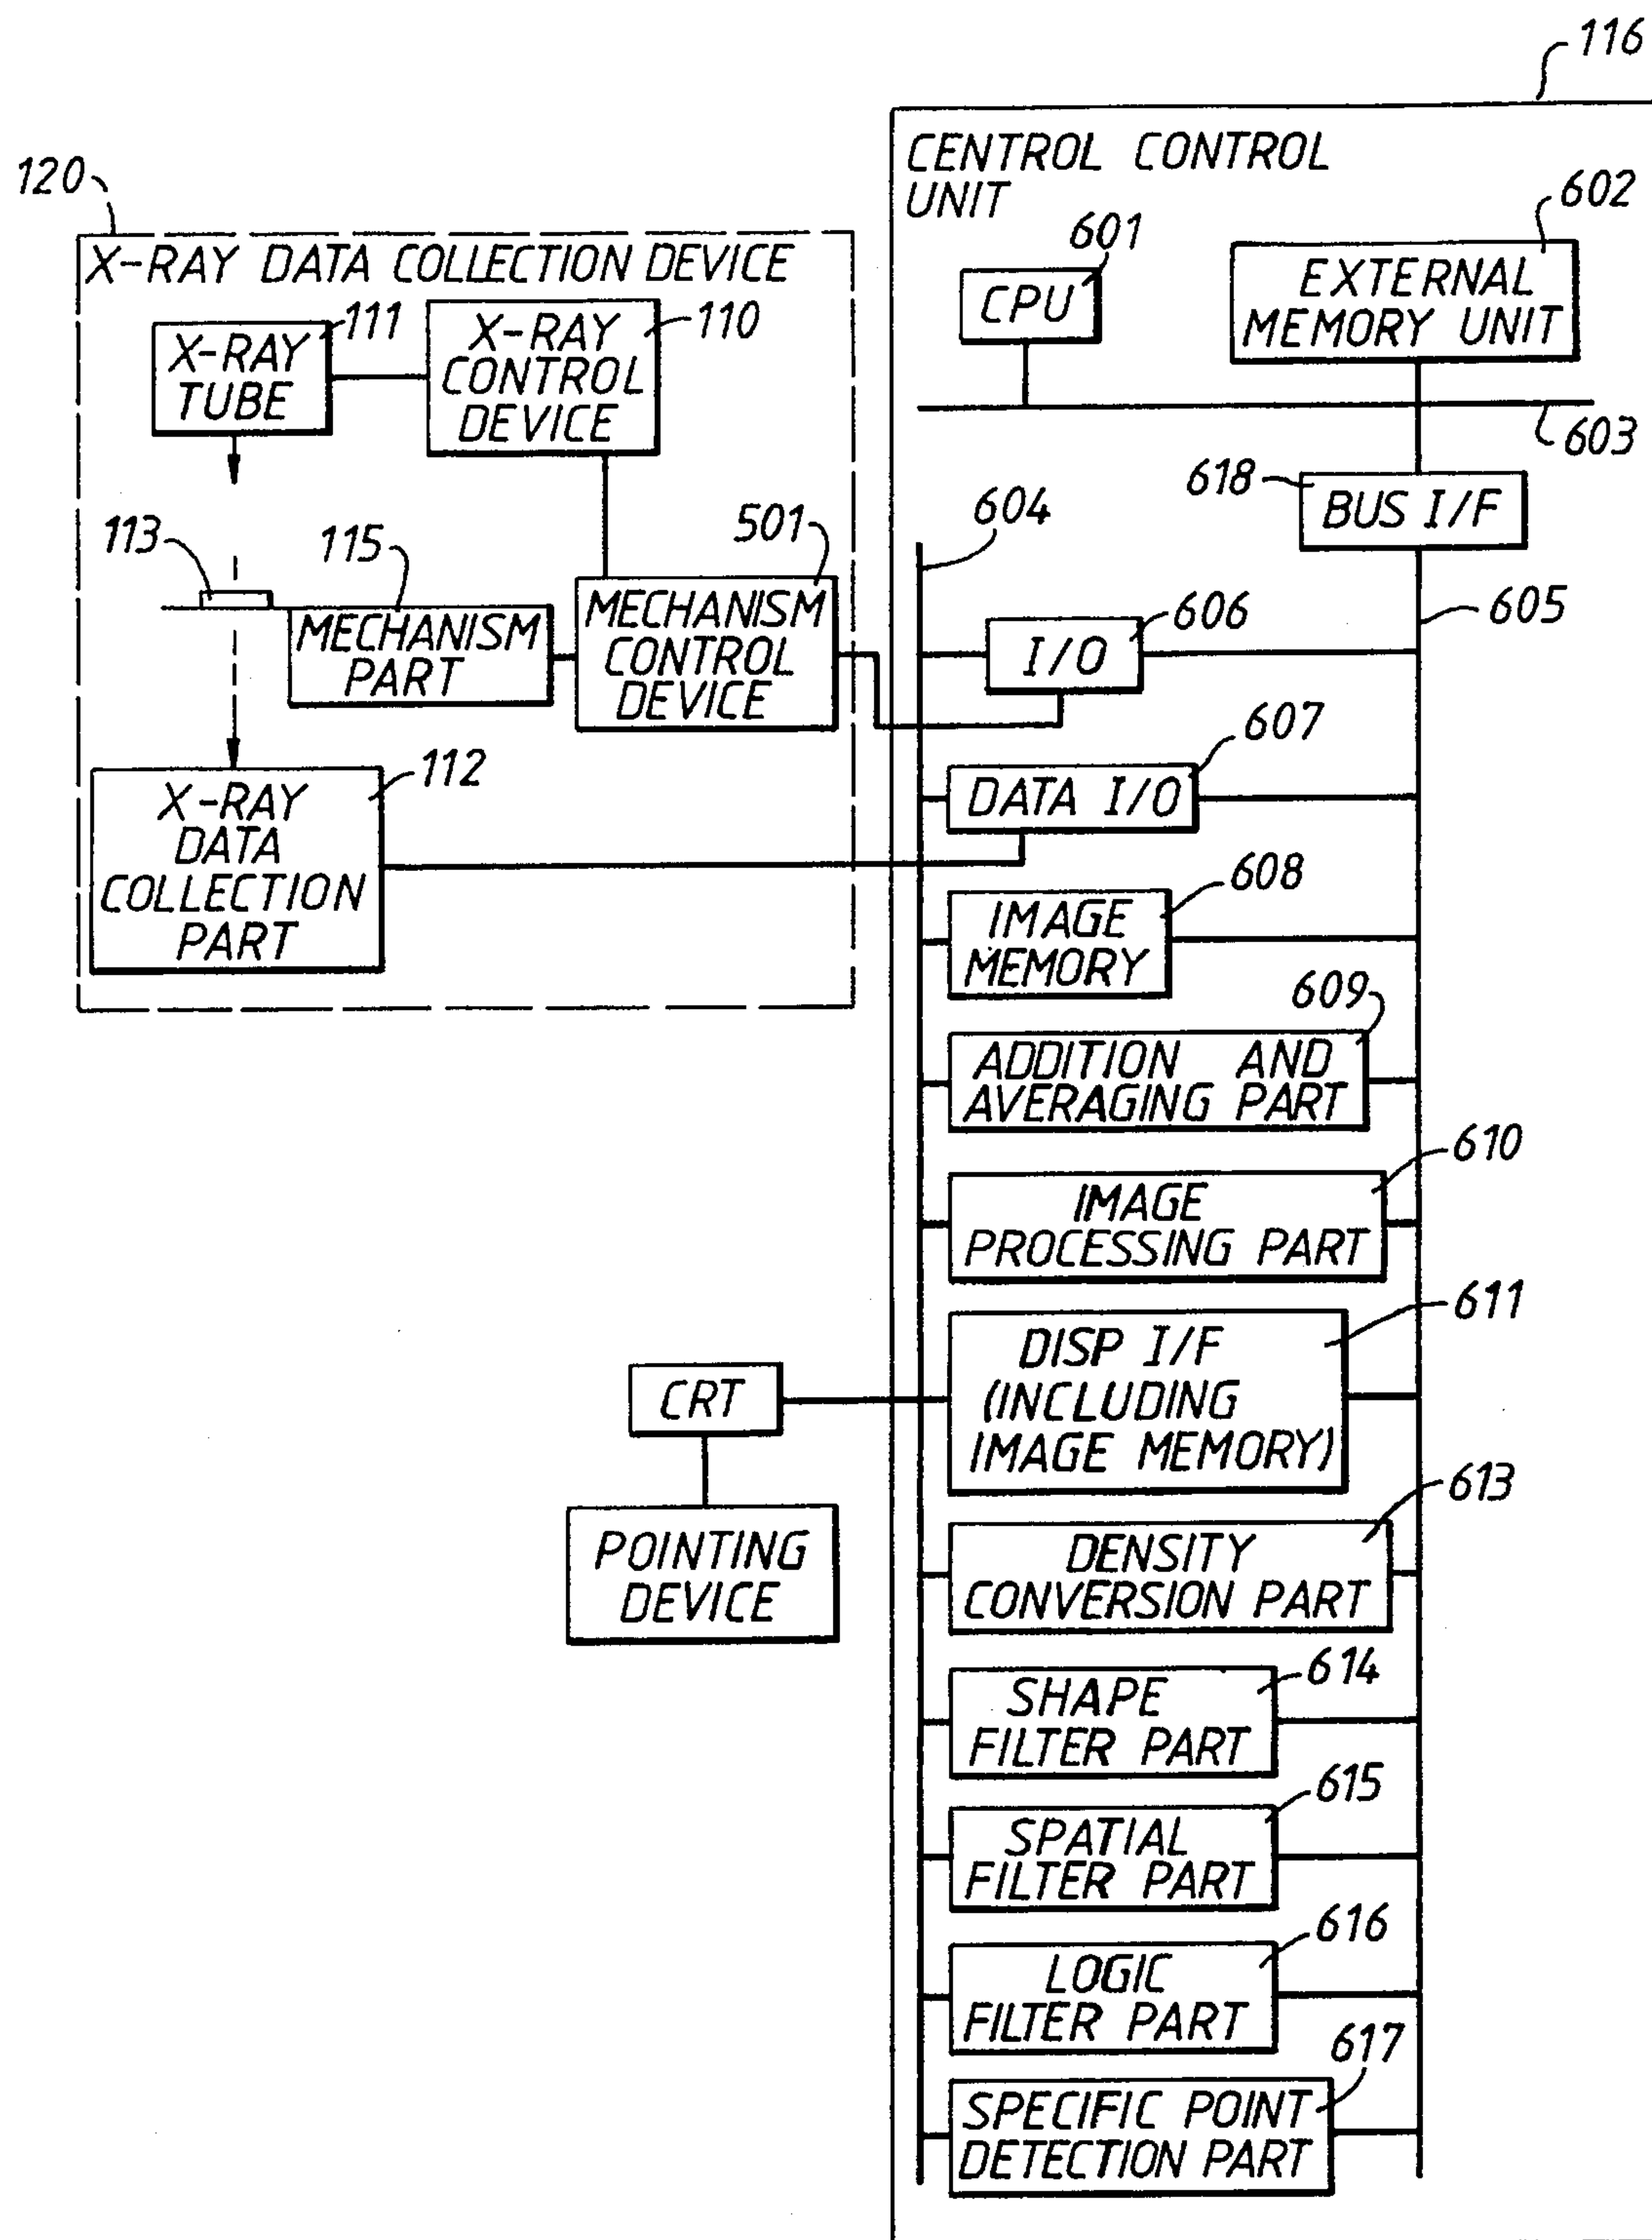 116
CENTROL CONTROL
UNIT
120
X-RAY DATA COLLECTION DEVICE
X-RAY
TUBE
111
X-RAY
CONTROL
DEVICE
110
113
115
MECHANISM
PART
501
MECHANISM
CONTROL
DEVICE
X-RAY
DATA
COLLECTION
PART
112
CRT
POINTING
DEVICE
601
CPU
602
EXTERNAL
MEMORY UNIT
603
618
BUS I/F
604
605
606
I/O
607
DATA I/O
608
IMAGE
MEMORY
609
ADDITION AND
AVERAGING PART
610
IMAGE
PROCESSING PART
611
DISP I/F
(INCLUDING
IMAGE MEMORY)
613
DENSITY
CONVERSION PART
614
SHAPE
FILTER PART
615
SPATIAL
FILTER PART
616
LOGIC
FILTER PART
617
SPECIFIC POINT
DETECTION PART